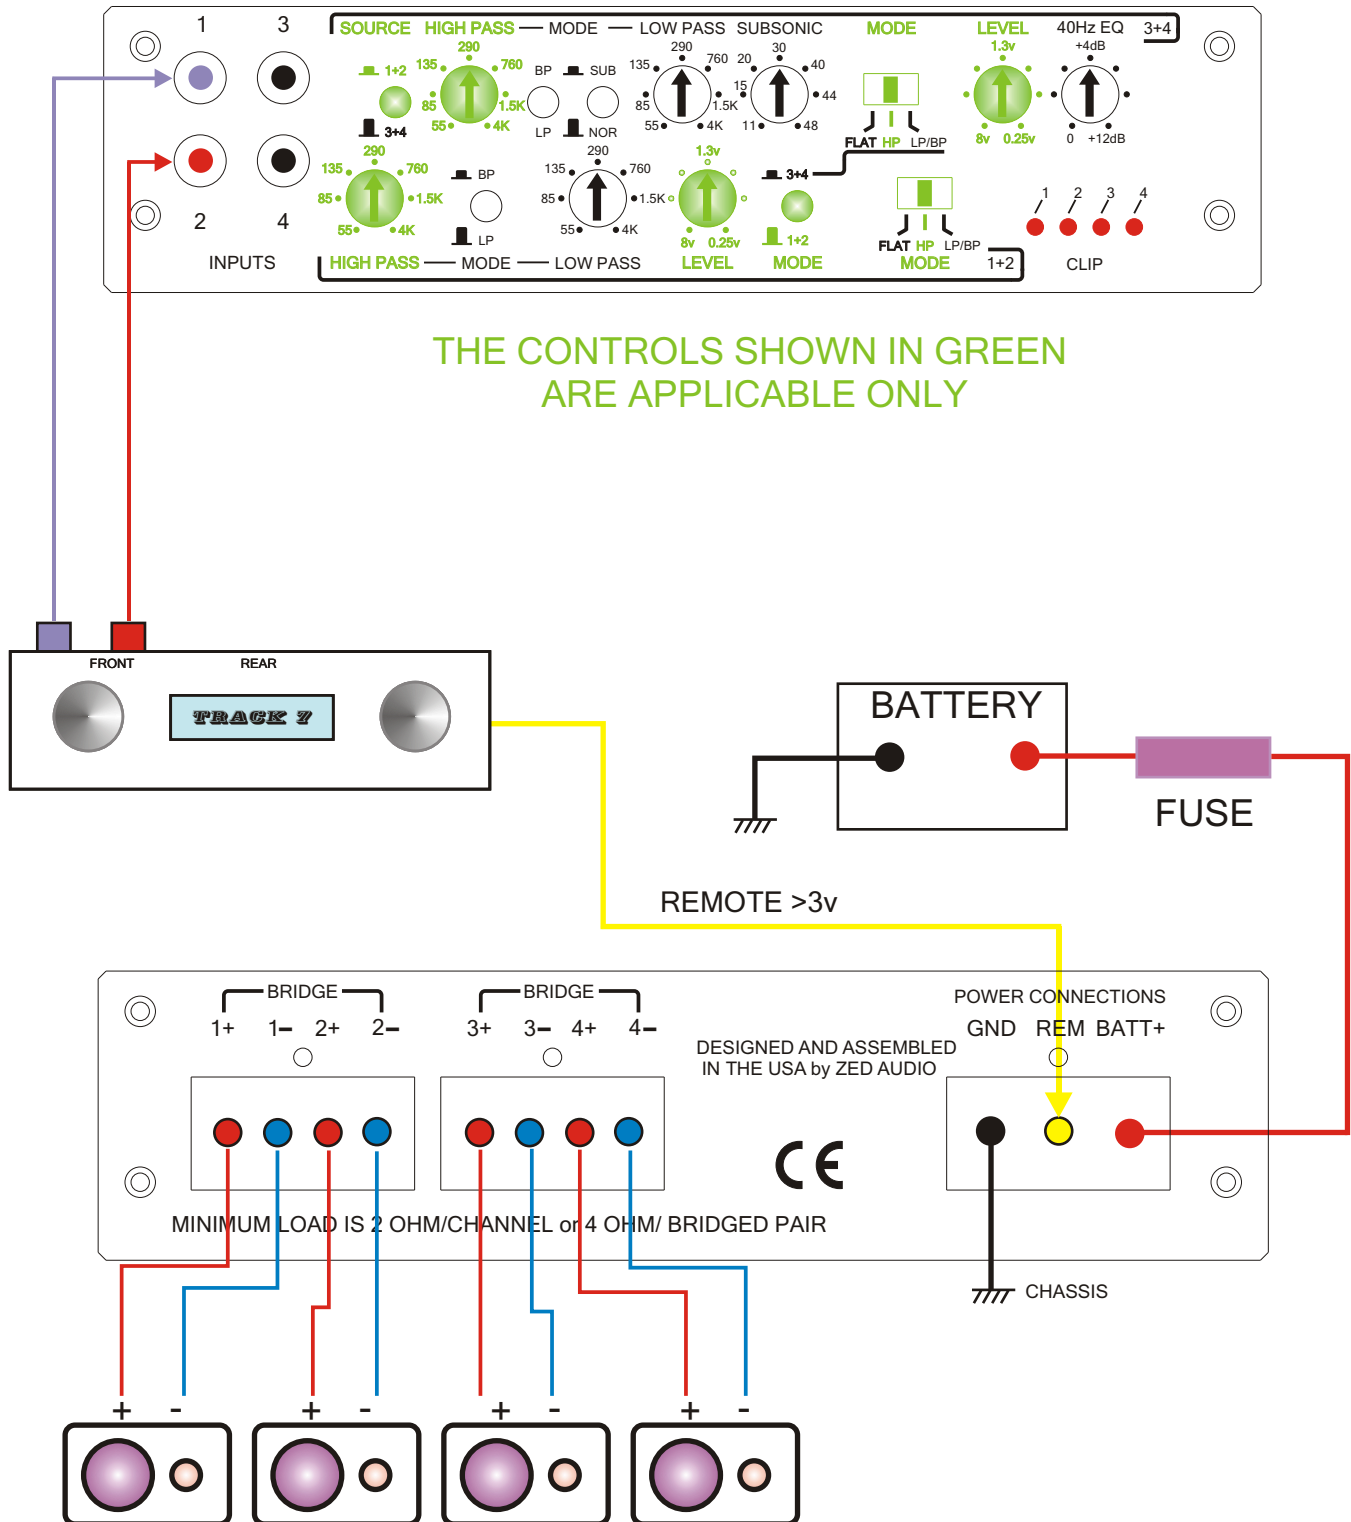 1 3
SOURCE HIGH PASS MODE LOW PASS SUBSONIC MODE LEVEL 40Hz EQ 3+4
290 290 30 1.3v +4dB
135 760 BP SUB 135 760 20 40
1+2
85 1.5K 85 1.5K 15 44
3+4 55 4K LP NOR 55 4K 11 48
FLAT HP LP/BP 8v 0.25v 0 +12dB
290 290 1.3v
135 760 BP 135 760 3+4
85 1.5K 85 1.5K
55 4K LP 55 4K 8v 0.25v 1+2 FLAT HP LP/BP
1 2 3 4
2 4
INPUTS HIGH PASS MODE LOW PASS LEVEL MODE MODE 1+2 CLIP
THE CONTROLS SHOWN IN GREEN
ARE APPLICABLE ONLY
FRONT REAR
TRACK 7
BATTERY
FUSE
REMOTE >3v
BRIDGE BRIDGE
1+ 1– 2+ 2– 3+ 3– 4+ 4–
POWER CONNECTIONS
GND REM BATT+
DESIGNED AND ASSEMBLED
IN THE USA by ZED AUDIO
CE
MINIMUM LOAD IS 2 OHM/CHANNEL or 4 OHM/ BRIDGED PAIR
CHASSIS
+ - + - + - + -